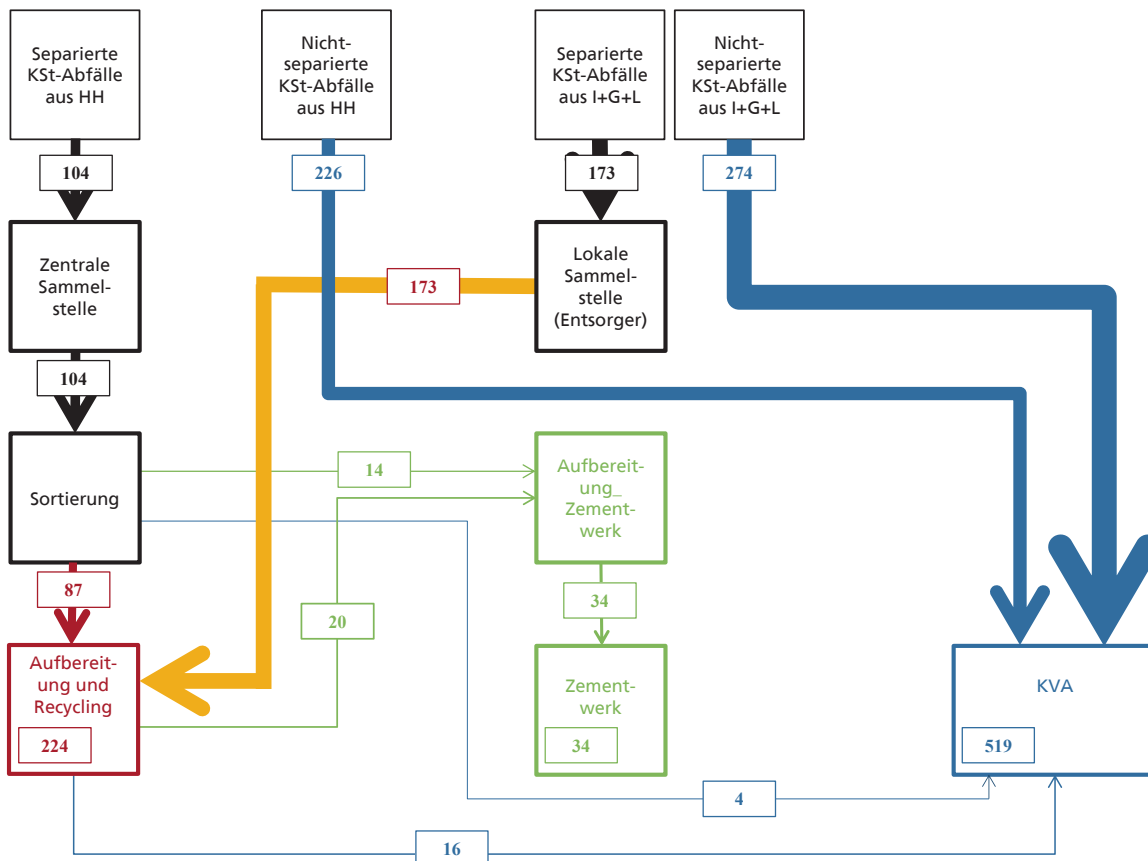 Separierte
KSt-Abfälle
aus HH
Nicht-
separierte
KSt-Abfälle
aus HH
Separierte
KSt-Abfälle
aus I+G+L
Nicht-
separierte
KSt-Abfälle
aus I+G+L
104
226
173
274
Zentrale
Sammel-
stelle
173
Lokale
Sammel-
stelle
(Entsorger)
104
Sortierung
14
Aufbereit-
ung_
Zement-
werk
87
20
34
Aufbereit-
ung und
Recycling
224
Zement-
werk
34
KVA
519
4
16